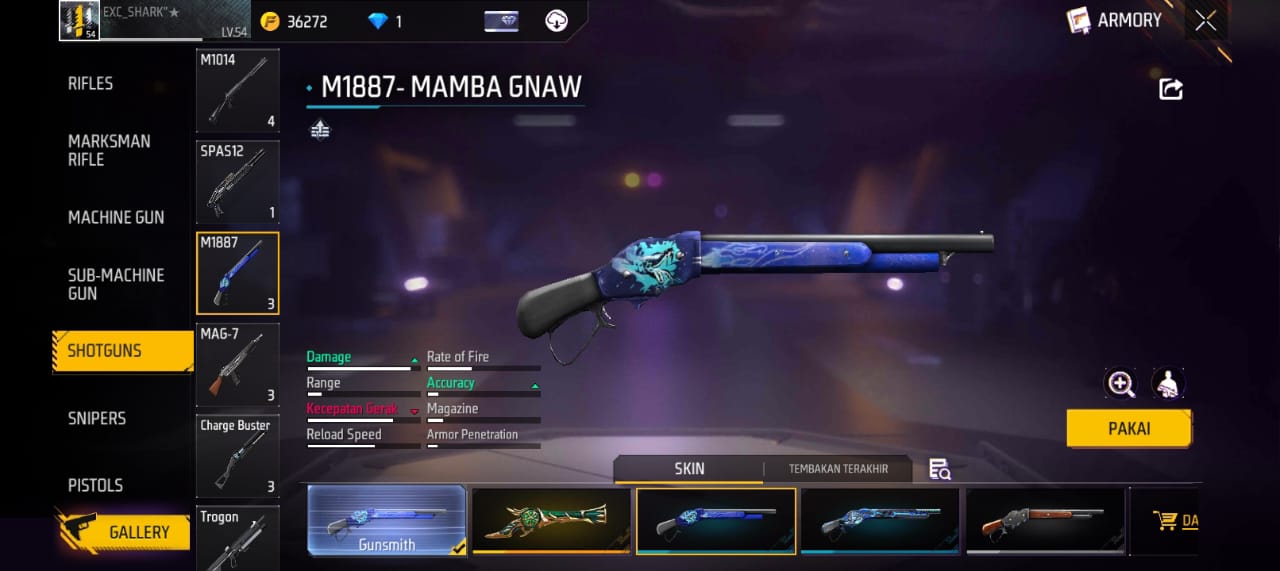 EXC_SHARK"★
54
LV.54
36272
1
ARMORY
RIFLES
MARKSMAN
RIFLE
MACHINE GUN
SUB-MACHINE
GUN
SHOTGUNS
SNIPERS
PISTOLS
GALLERY
M1014
4
SPAS12
1
M1887
3
MAG-7
3
Charge Buster
3
Trogon
M1887- MAMBA GNAW
Damage
Rate of Fire
Range
Accuracy
Kecepatan Gerak
Magazine
Reload Speed
Armor Penetration
PAKAI
SKIN
TEMBAKAN TERAKHIR
Gunsmith
DA